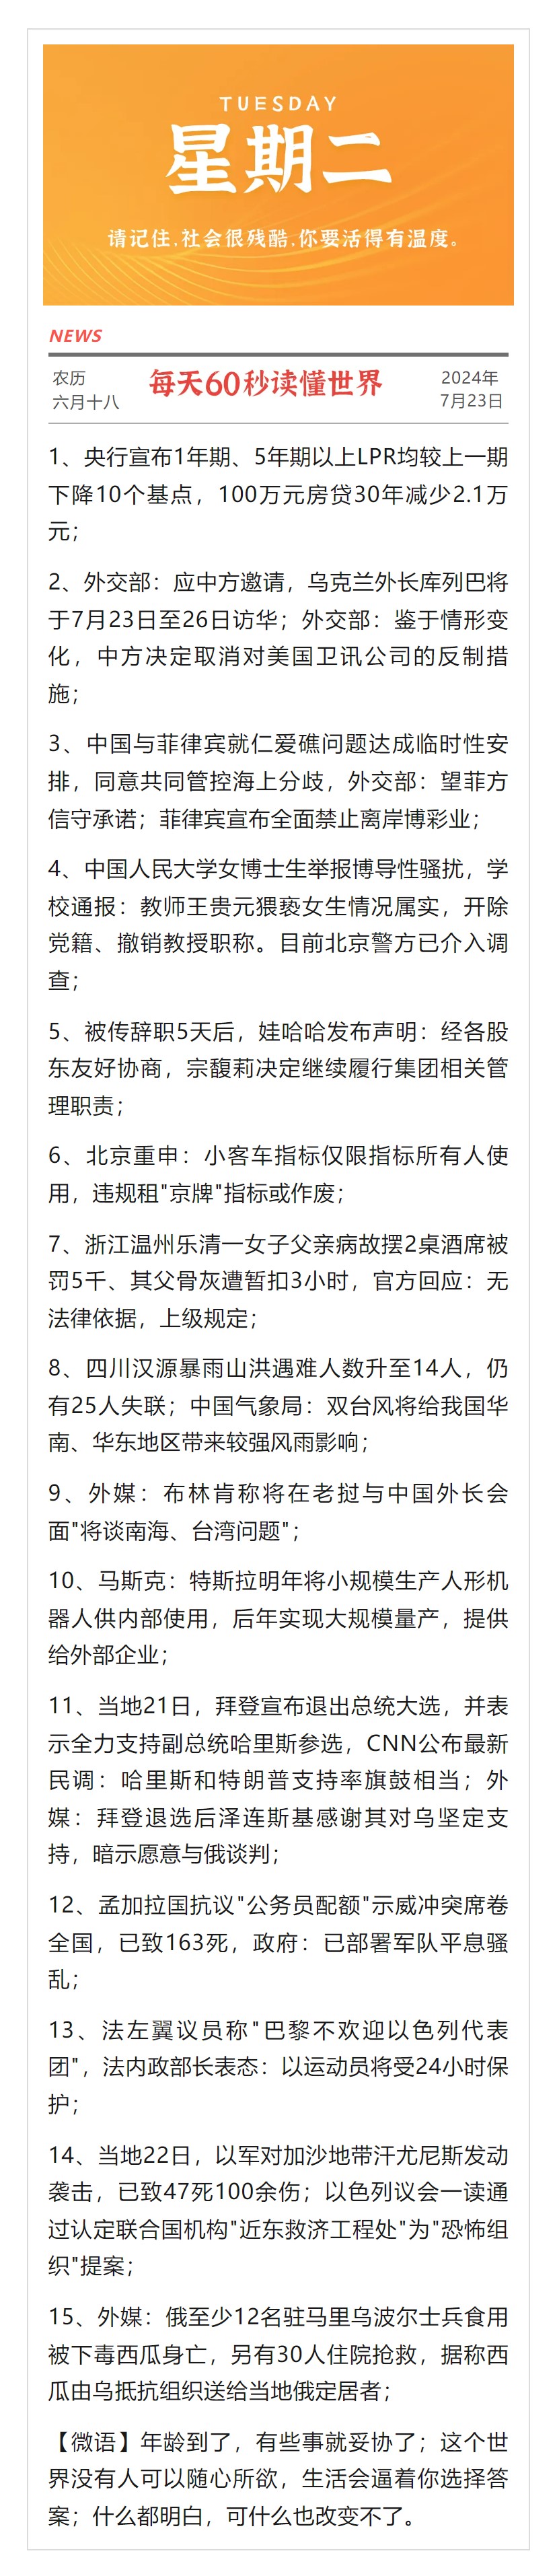 TUESDAY
星期二
请记住.社会很残酷.你要活得有温度。
NEWS
农历
六月十八
每天60秒读懂世界
2024年
7月23日
1、央行宣布1年期、5年期以上LPR均较上一期
下降10个基点，100万元房贷30年减少2.1万
元；
2、外交部：应中方邀请，乌克兰外长库列巴将
于7月23日至26日访华；外交部：鉴于情形变
化，中方决定取消对美国卫讯公司的反制措
施；
3、中国与菲律宾就仁爱礁问题达成临时性安
排，同意共同管控海上分歧，外交部：望菲方
信守承诺；菲律宾宣布全面禁止离岸博彩业；
4、中国人民大学女博士生举报博导性骚扰，学
校通报：教师王贵元猥亵女生情况属实，开除
党籍、撤销教授职称。目前北京警方已介入调
查；
5、被传辞职5天后，娃哈哈发布声明：经各股
东友好协商，宗馥莉决定继续履行集团相关管
理职责；
6、北京重申：小客车指标仅限指标所有人使
用，违规租"京牌"指标或作废；
7、浙江温州乐清一女子父亲病故摆2桌酒席被
罚5千、其父骨灰遭暂扣3小时，官方回应：无
法律依据，上级规定；
8、四川汉源暴雨山洪遇难人数升至14人，仍
有25人失联；中国气象局：双台风将给我国华
南、华东地区带来较强风雨影响；
9、外媒：布林肯称将在老挝与中国外长会
面"将谈南海、台湾问题"；
10、马斯克：特斯拉明年将小规模生产人形机
器人供内部使用，后年实现大规模量产，提供
给外部企业；
11、当地21日，拜登宣布退出总统大选，并表
示全力支持副总统哈里斯参选，CNN公布最新
民调：哈里斯和特朗普支持率旗鼓相当；外
媒：拜登退选后泽连斯基感谢其对乌坚定支
持，暗示愿意与俄谈判；
12、孟加拉国抗议"公务员配额"示威冲突席卷
全国，已致163死，政府：已部署军队平息骚
乱；
13、法左翼议员称"巴黎不欢迎以色列代表
团"，法内政部长表态：以运动员将受24小时保
护；
14、当地22日，以军对加沙地带汗尤尼斯发动
袭击，已致47死100余伤；以色列议会一读通
过认定联合国机构"近东救济工程处"为"恐怖组
织"提案；
15、外媒：俄至少12名驻马里乌波尔士兵食用
被下毒西瓜身亡，另有30人住院抢救，据称西
瓜由乌抵抗组织送给当地俄定居者；
【微语】年龄到了，有些事就妥协了；这个世
界没有人可以随心所欲，生活会逼着你选择答
案；什么都明白，可什么也改变不了。